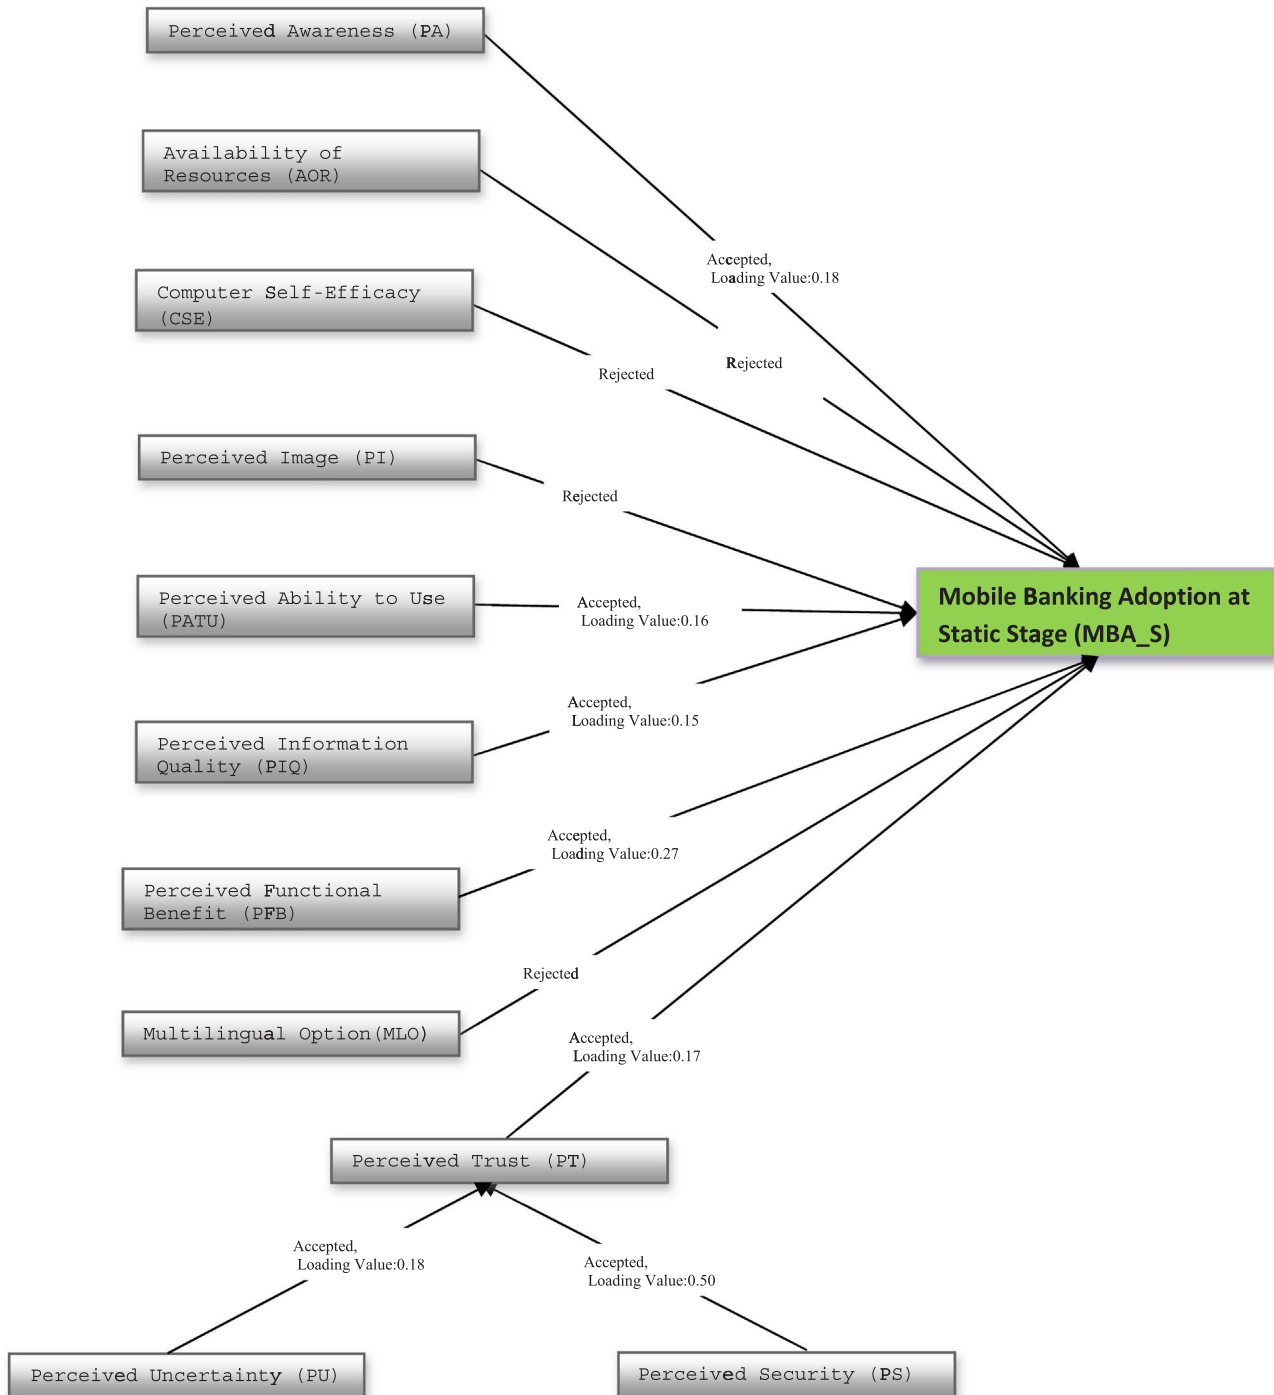 Perceived Awareness (PA)
Availability of
Resources (AOR)
Accepted,
Loading Value:0.18
Computer Self-Efficacy
(CSE)
Rejected
Rejected
Perceived Image (PI)
Rejected
Perceived Ability to Use
(PATU)
Accepted,
Loading Value:0.16
Mobile Banking Adoption at
Static Stage (MBA_S)
Accepted,
Loading Value:0.15
Perceived Information
Quality (PIQ)
Accepted,
Loading Value:0.27
Perceived Functional
Benefit (PFB)
Rejected
Multilingual Option(MLO)
Accepted,
Loading Value:0.17
Perceived Trust (PT)
Accepted,
Loading Value:0.18
Accepted,
Loading Value:0.50
Perceived Uncertainty (PU)
Perceived Security (PS)